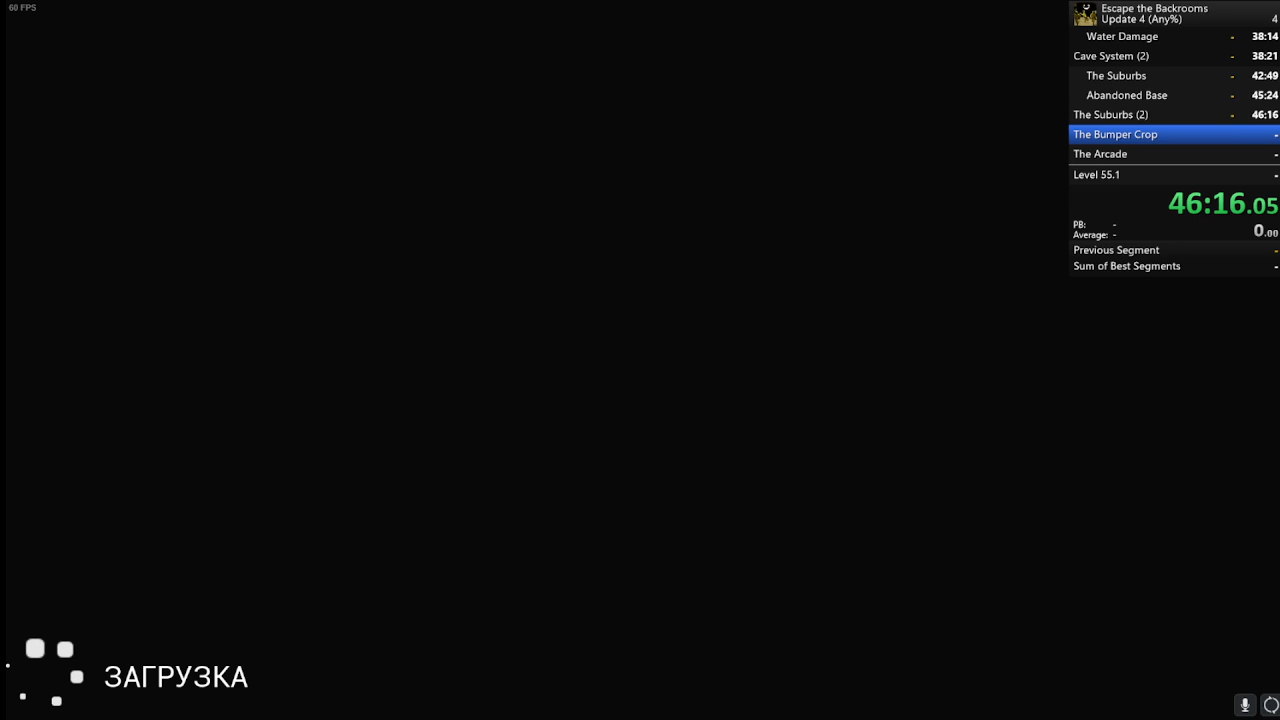 60 FPS
Escape the Backrooms
Update 4 (Any%) 4
Water Damage - 38:14
Cave System (2) - 38:21
The Suburbs - 42:49
Abandoned Base - 45:24
The Suburbs (2) - 46:16
The Bumper Crop -
The Arcade -
Level 55.1 -
46:16.05
PB: - 0.00
Average: -
Previous Segment -
Sum of Best Segments -
ЗАГРУЗКА